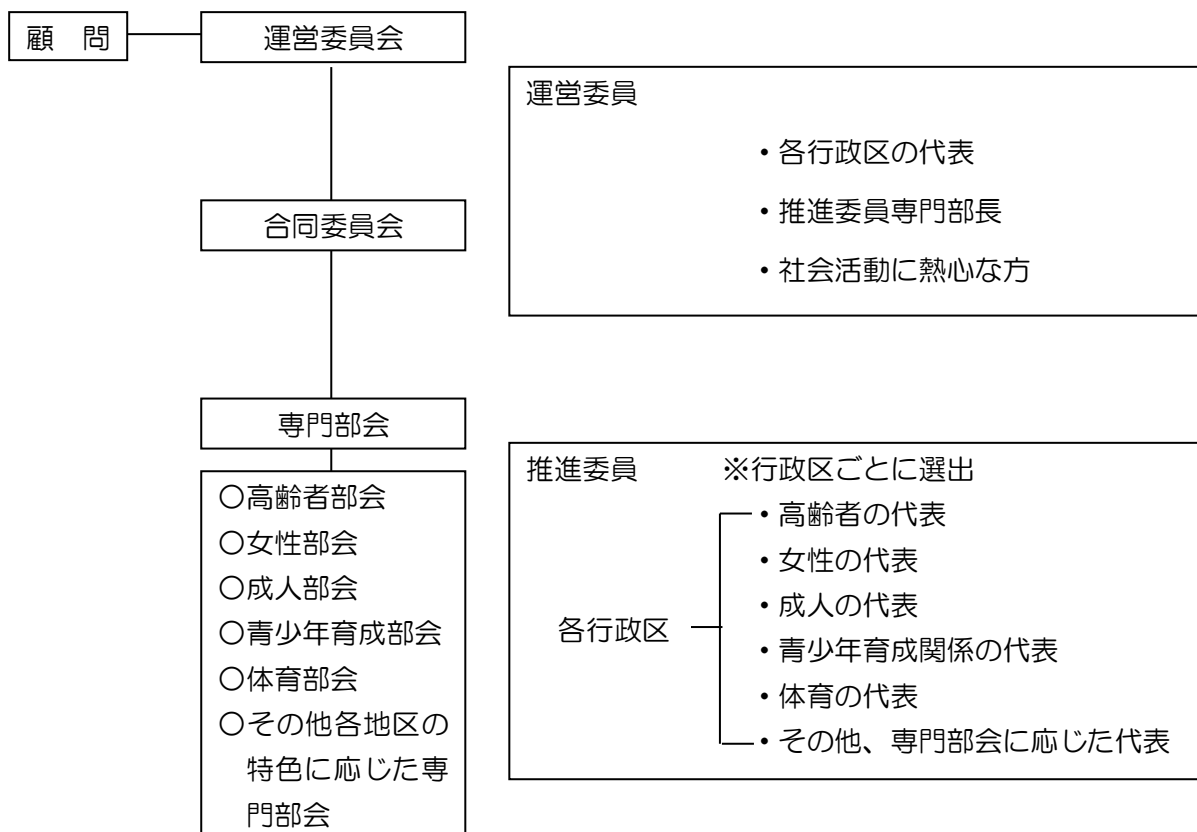 顧　問
運営委員会
合同委員会
専門部会
〇高齢者部会
〇女性部会
〇成人部会
〇青少年育成部会
〇体育部会
〇その他各地区の
特色に応じた専
門部会
運営委員
・各行政区の代表
・推進委員専門部長
・社会活動に熱心な方
推進委員　　※行政区ごとに選出
各行政区
・高齢者の代表
・女性の代表
・成人の代表
・青少年育成関係の代表
・体育の代表
・その他、専門部会に応じた代表